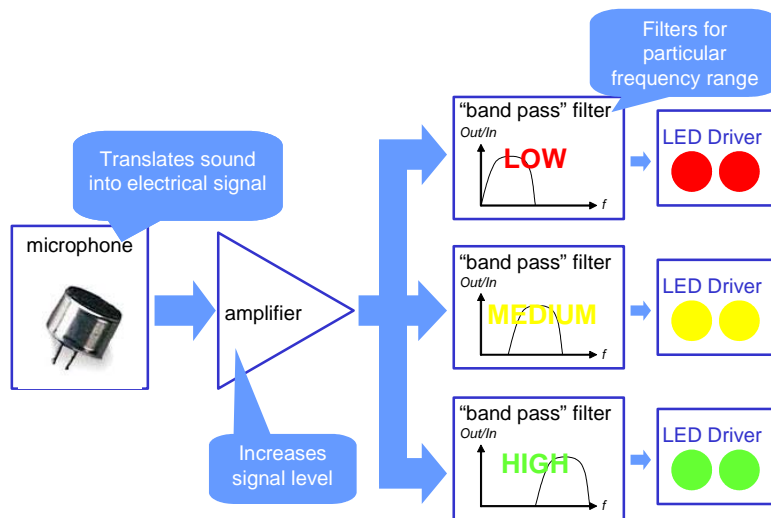 Filters for
particular
frequency range
Translates sound
into electrical signal
microphone
amplifier
Increases
signal level
“band pass” filter
Out/In
LOW
f
LED Driver
“band pass” filter
Out/In
MEDIUM
f
LED Driver
“band pass” filter
Out/In
HIGH
f
LED Driver